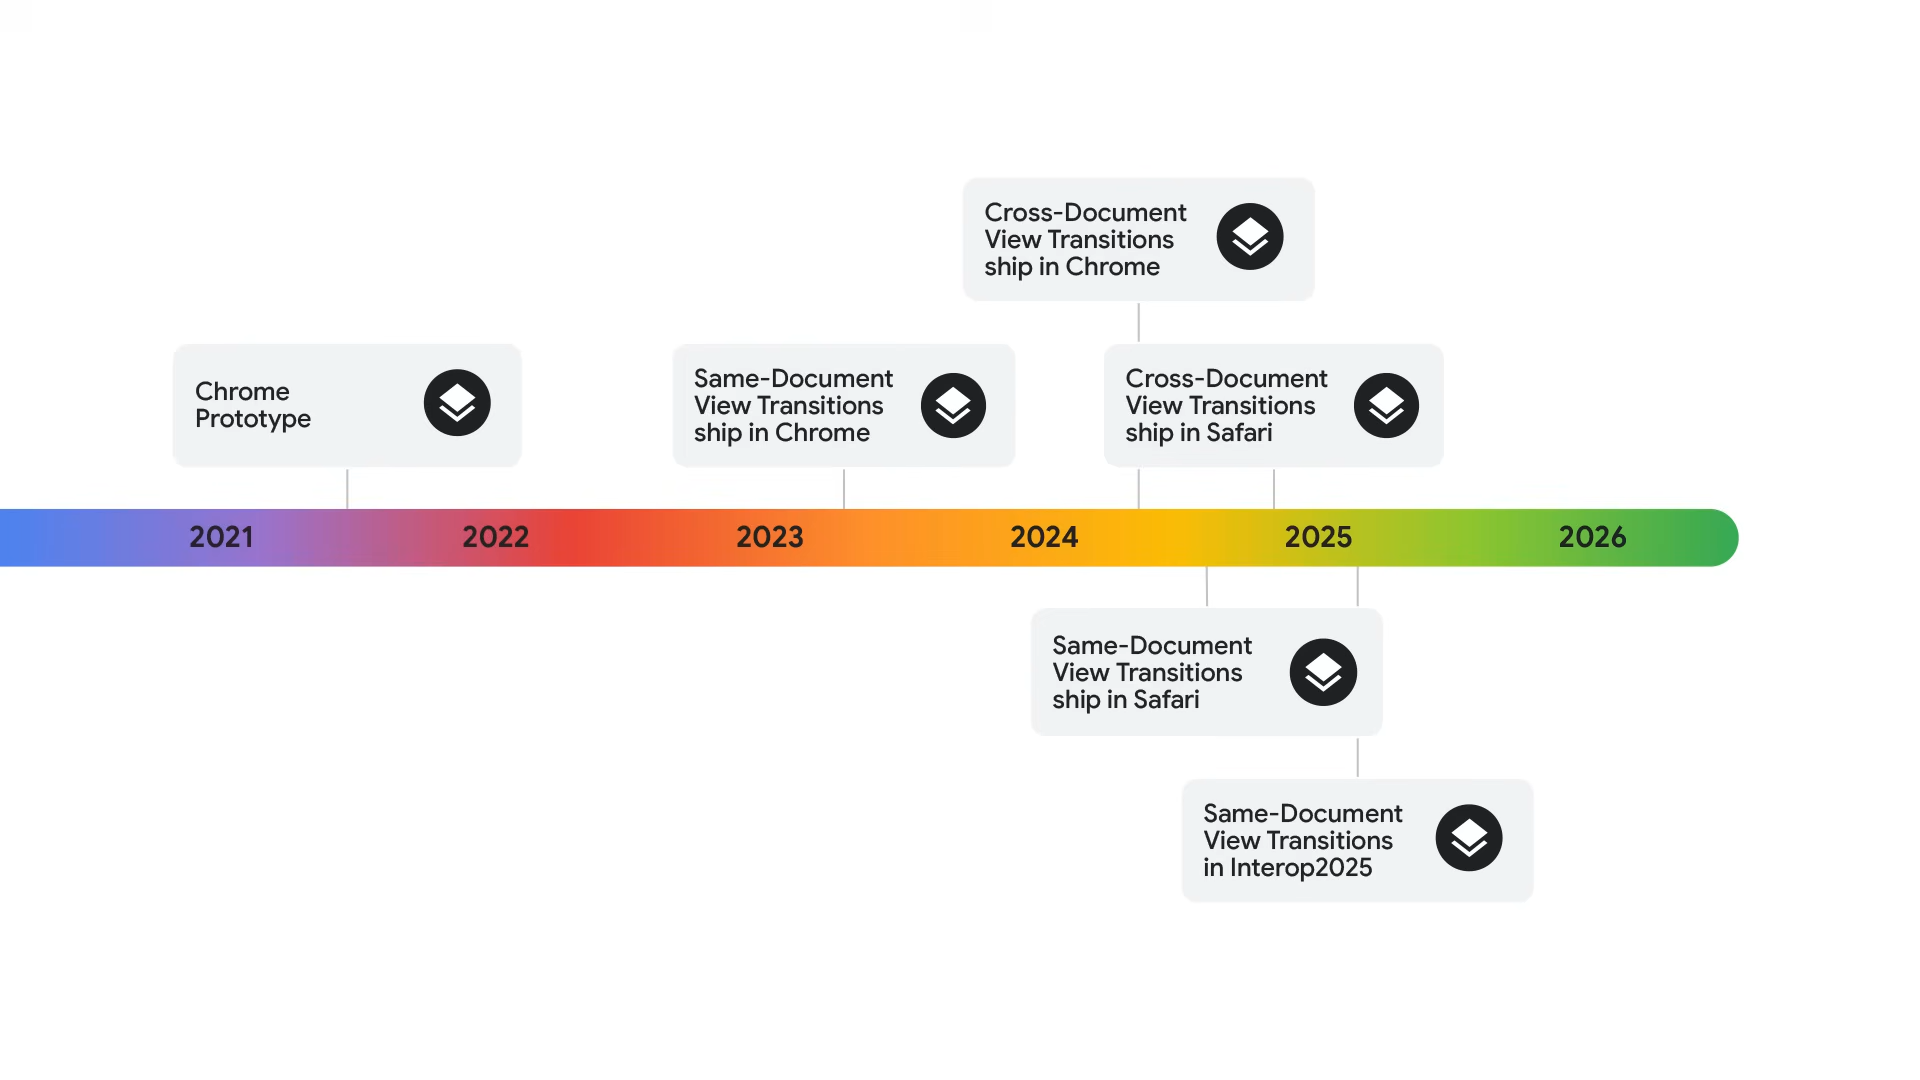 Cross-Document
View Transitions
ship in Chrome
Chrome
Prototype
Same-Document
View Transitions
ship in Chrome
Cross-Document
View Transitions
ship in Safari
2021
2022
2023
2024
2025
2026
Same-Document
View Transitions
ship in Safari
Same-Document
View Transitions
in Interop2025